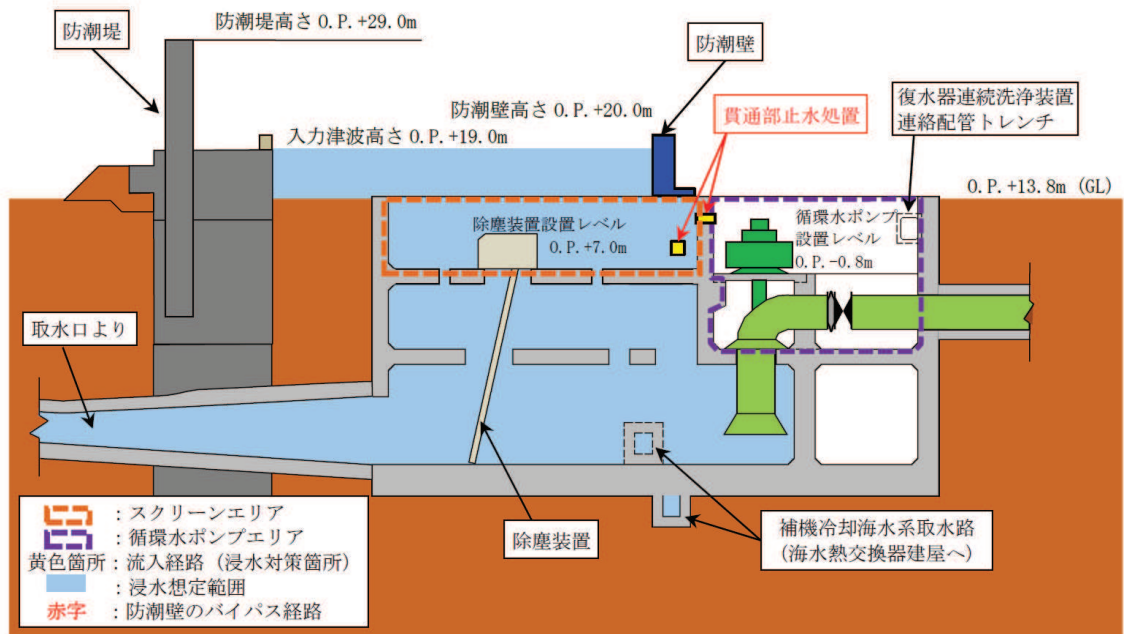 防潮堤高さ O.P.+29.0m
防潮堤
防潮壁
防潮壁高さ O.P.+20.0m
入力津波高さ O.P.+19.0m
貫通部止水処置
復水器連続洗浄装置
連絡配管トレンチ
O.P.+13.8m (GL)
除塵装置設置レベル
O.P.+7.0m
循環水ポンプ
設置レベル
O.P.-0.8m
取水口より
除塵装置
補機冷却海水系取水路
(海水熱交換器建屋へ)
：スクリーンエリア
：循環水ポンプエリア
黄色箇所：流入経路（浸水対策箇所）
：浸水想定範囲
赤字：防潮壁のバイパス経路